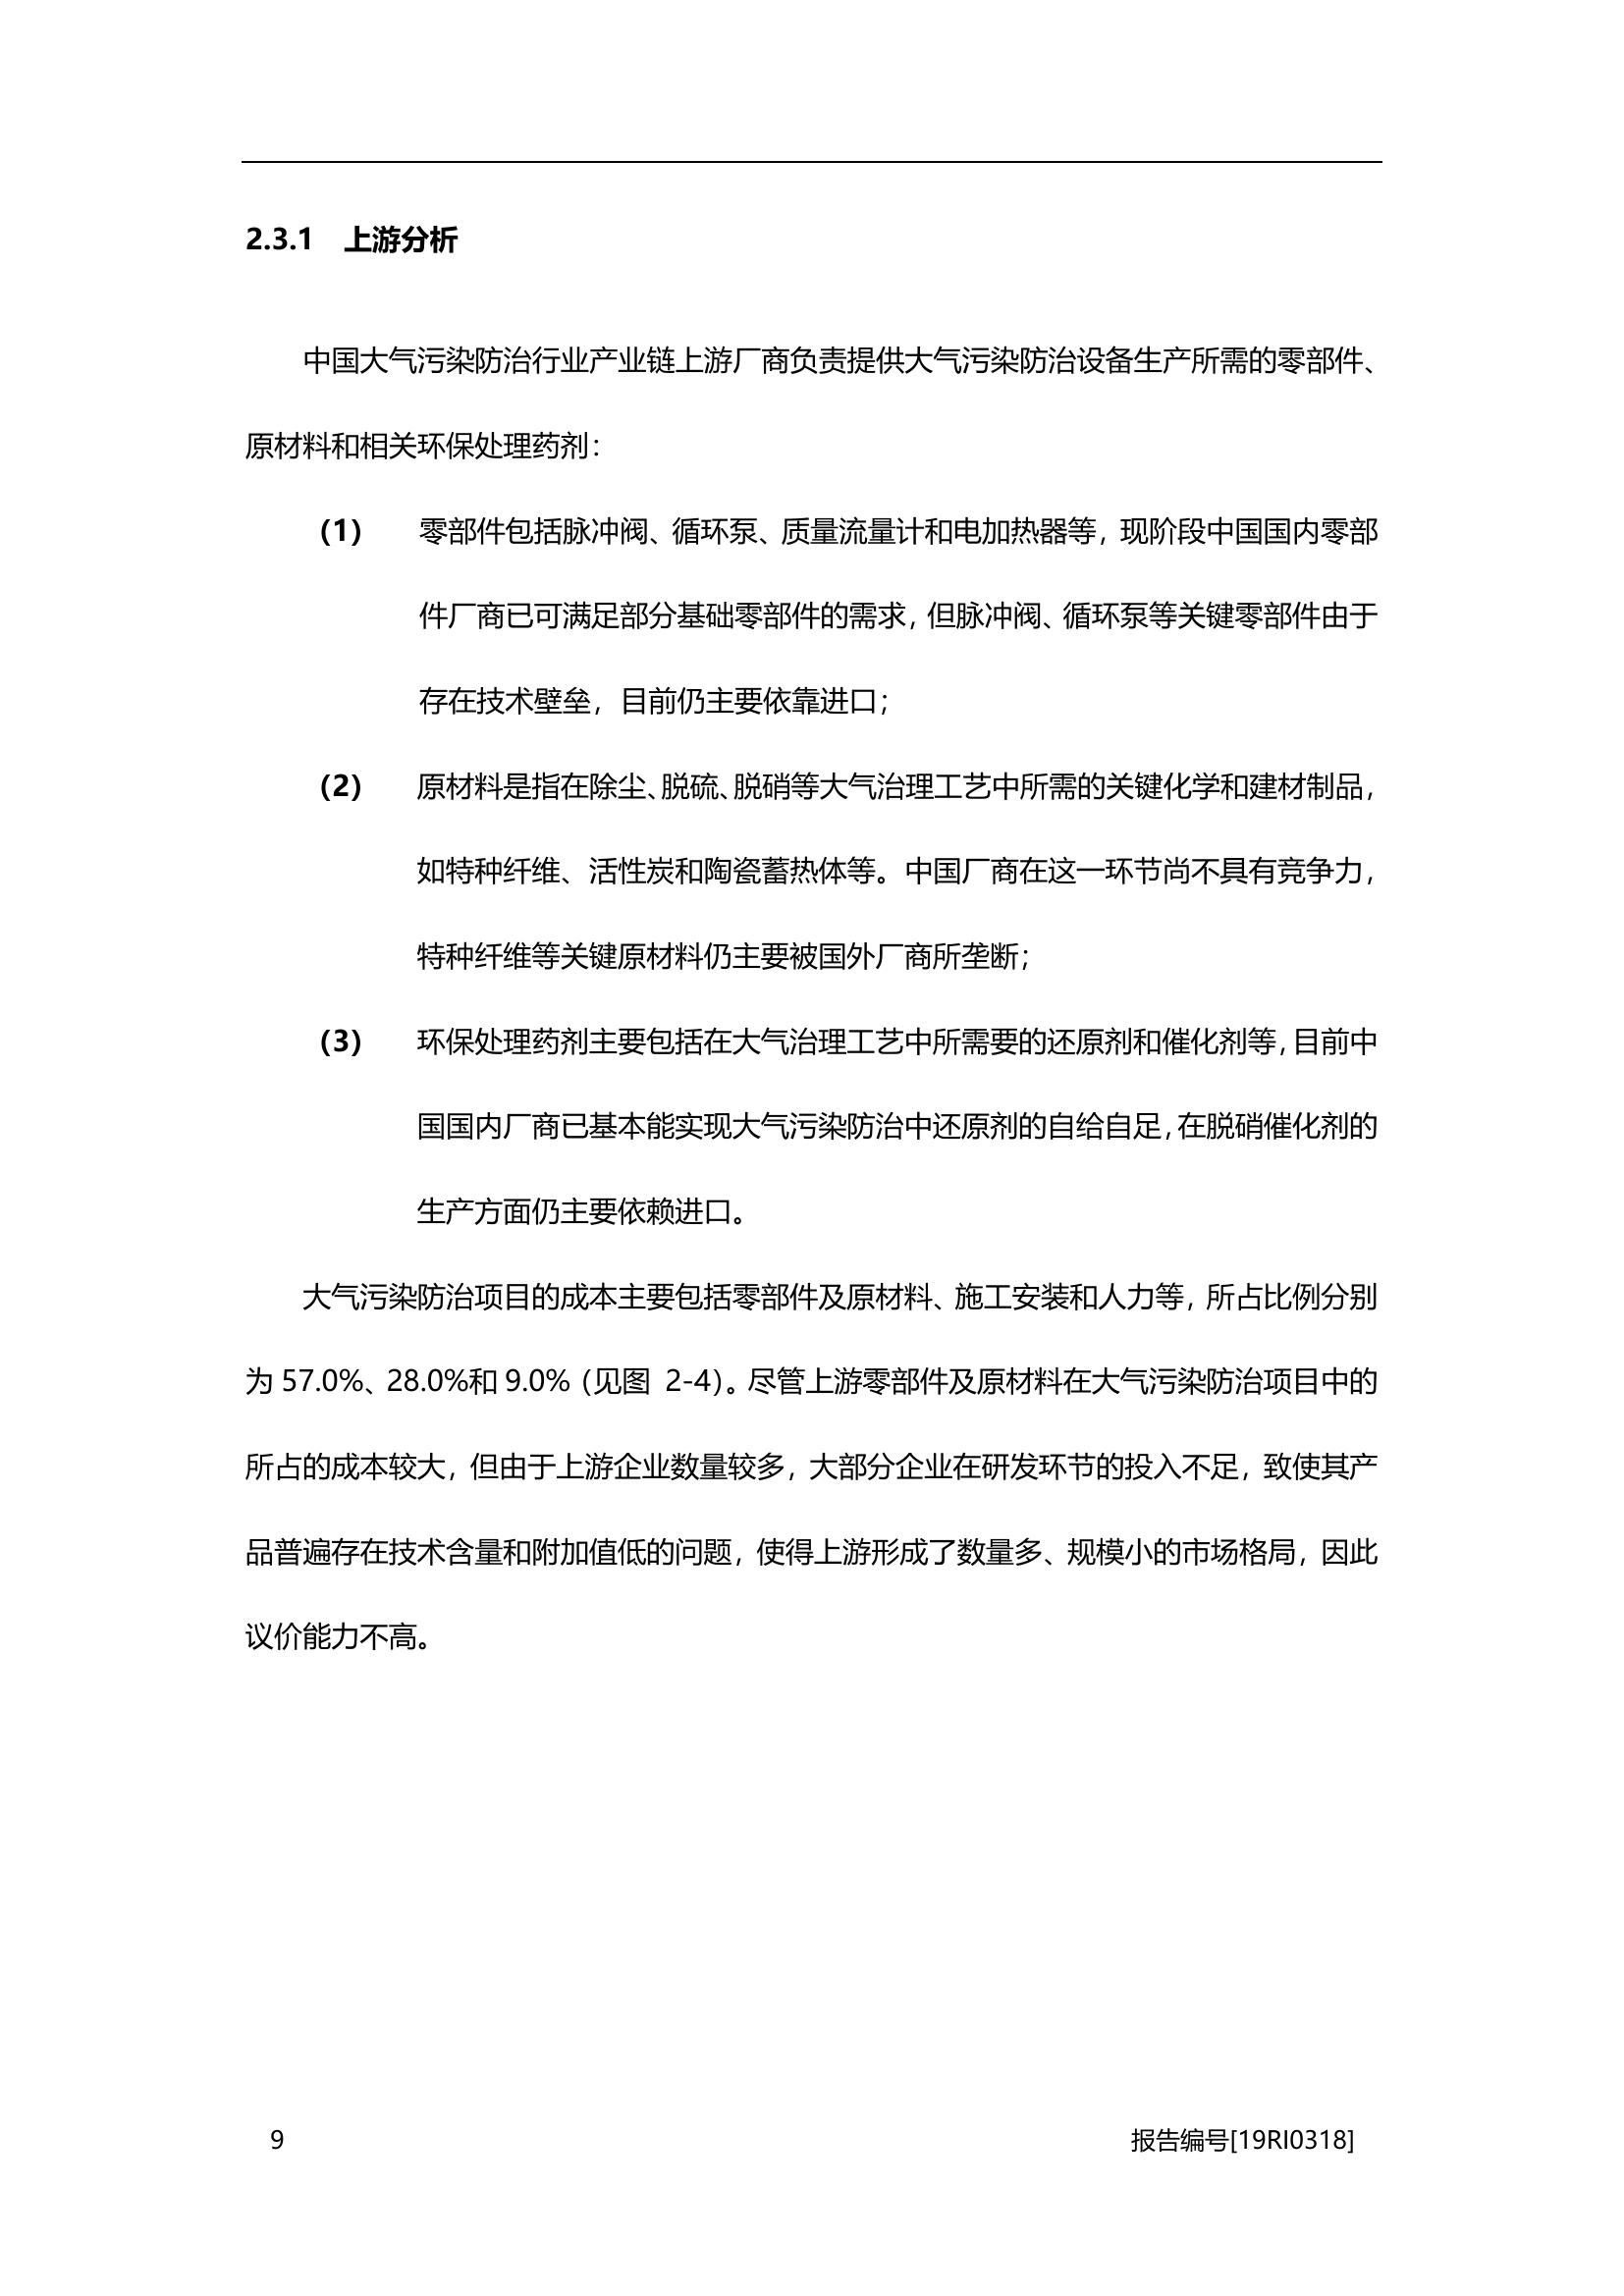 2.3.1 上游分析
中国大气污染防治行业产业链上游厂商负责提供大气污染防治设备生产所需的零部件、
原材料和相关环保处理药剂：
（1） 零部件包括脉冲阀、循环泵、质量流量计和电加热器等，现阶段中国国内零部
件厂商已可满足部分基础零部件的需求，但脉冲阀、循环泵等关键零部件由于
存在技术壁垒，目前仍主要依靠进口；
（2） 原材料是指在除尘、脱硫、脱硝等大气治理工艺中所需的关键化学和建材制品，
如特种纤维、活性炭和陶瓷蓄热体等。中国厂商在这一环节尚不具有竞争力，
特种纤维等关键原材料仍主要被国外厂商所垄断；
（3） 环保处理药剂主要包括在大气治理工艺中所需要的还原剂和催化剂等，目前中
国国内厂商已基本能实现大气污染防治中还原剂的自给自足，在脱硝催化剂的
生产方面仍主要依赖进口。
大气污染防治项目的成本主要包括零部件及原材料、施工安装和人力等，所占比例分别
为 57.0%、28.0%和 9.0%（见图 2-4）。尽管上游零部件及原材料在大气污染防治项目中的
所占的成本较大，但由于上游企业数量较多，大部分企业在研发环节的投入不足，致使其产
品普遍存在技术含量和附加值低的问题，使得上游形成了数量多、规模小的市场格局，因此
议价能力不高。
9 报告编号[19RI0318]